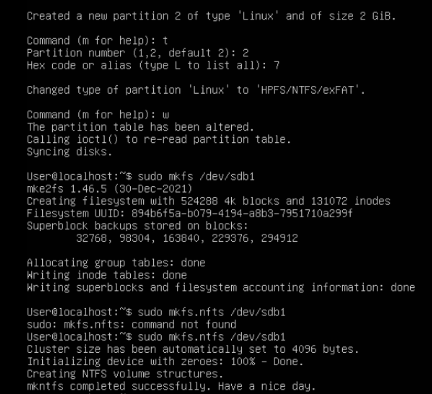 Created a new partition 2 of type 'Linux' and of size 2 GiB.
Command (m for help): t
Partition number (1,2, default 2): 2
Hex code or alias (type L to list all): 7
Changed type of partition 'Linux' to 'HPFS/NTFS/exFAT'.
Command (m for help): w
The partition table has been altered.
Calling ioctl() to re-read partition table.
Syncing disks.
User@localhost:~$ sudo mkfs /dev/sdb1
mke2fs 1.46.5 (30-Dec-2021)
Creating filesystem with 524288 4k blocks and 131072 inodes
Filesystem UUID: 894b6f5a-b079-4194-a8b3-7951710a299f
Superblock backups stored on blocks:
32768, 98304, 163840, 229376, 294912
Allocating group tables: done
Writing inode tables: done
Writing superblocks and filesystem accounting information: done
User@localhost:~$ sudo mkfs.nfts /dev/sdb1
sudo: mkfs.nfts: command not found
User@localhost:~$ sudo mkfs.ntfs /dev/sdb1
Cluster size has been automatically set to 4096 bytes.
Initializing device with zeroes: 100% - Done.
Creating NTFS volume structures.
mkntfs completed successfully. Have a nice day.